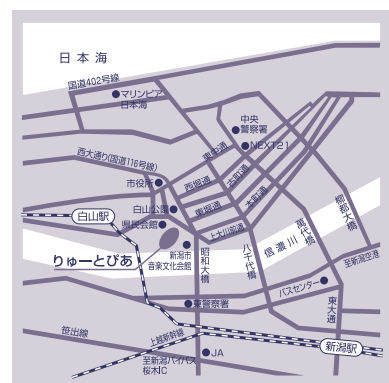 日本海
国道402号線
マリンピア
日本海
中央
警察署
NEXT21
西大通り(国道116号線)
東中通
西堀通
古町通
東堀通
本町通
上大川前通
市役所
白山公園
白山駅
県民会館
りゅーとぴあ
新潟市
音楽文化会館
昭和大橋
八千代橋
信濃川
萬代橋
柳都大橋
至新潟空港
バスセンター
東大通
東警察署
笹出線
上越新幹線
新潟駅
至新潟バイパス
桜木IC
JA